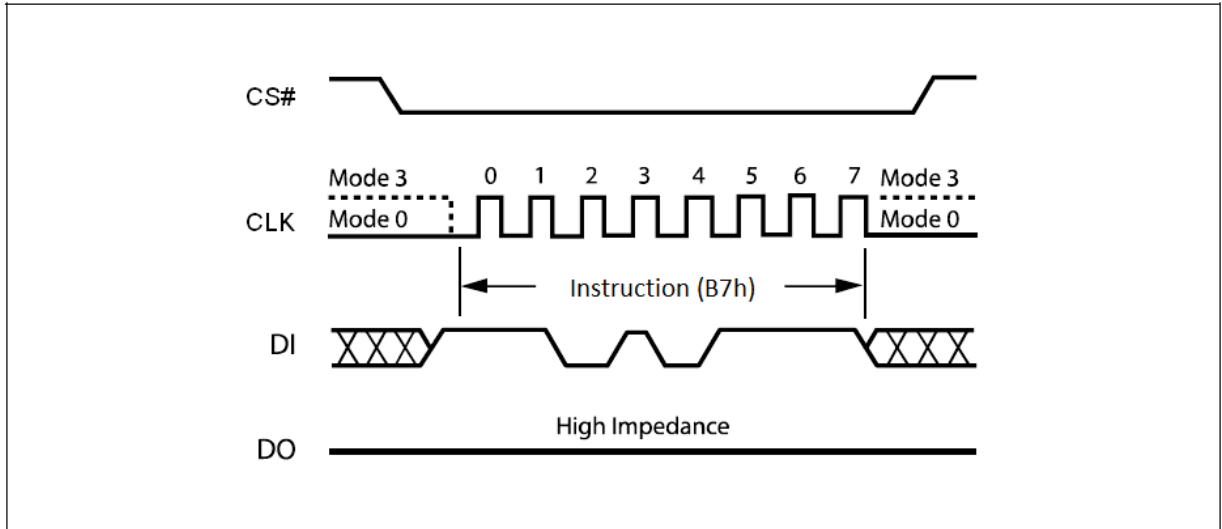 CS#
Mode 3 0 1 2 3 4 5 6 7 Mode 3
CLK Mode 0 Mode 0
Instruction (B7h)
DI
High Impedance
DO